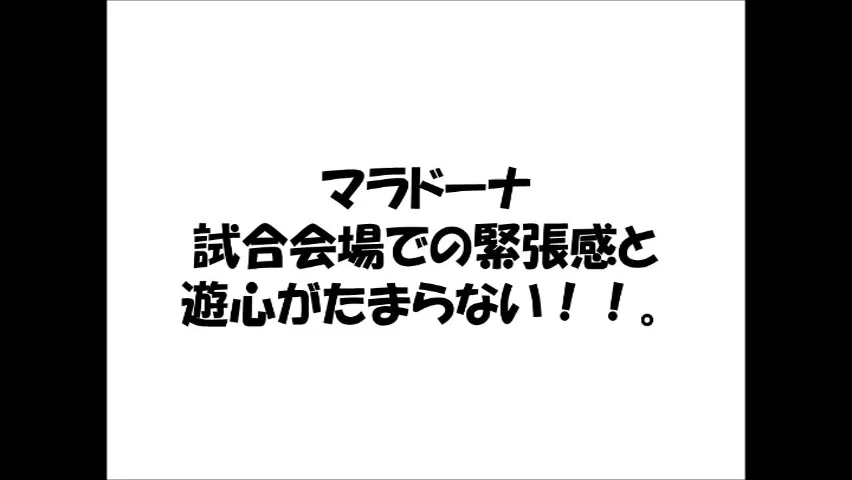 マラドーナ
試合会場での緊張感と
遊心がたまらない！！。